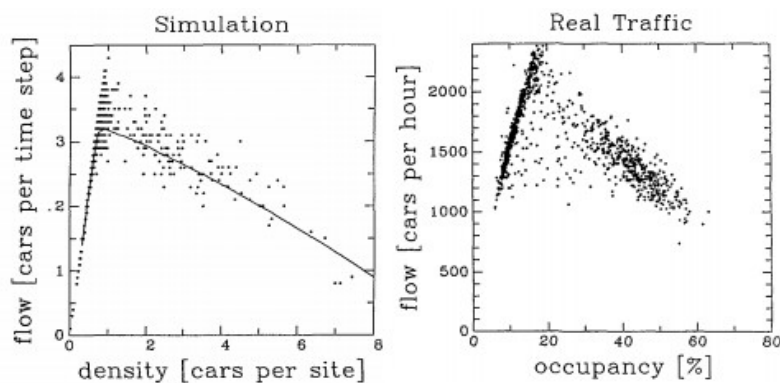 Simulation
flow [cars per time step]
4
3
.2
1
0
0 2 4 6 8
density [cars per site]
Real Traffic
flow [cars per hour]
2000
1500
1000
500
0
0 20 40 60 80
occupancy [%]